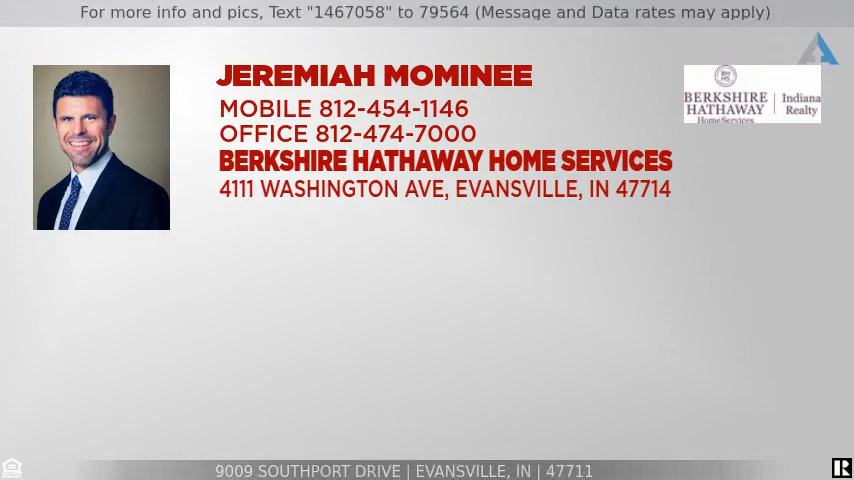 For more info and pics, Text "1467058" to 79564 (Message and Data rates may apply)
JEREMIAH MOMINEE
MOBILE 812-454-1146
OFFICE 812-474-7000
BERKSHIRE HATHAWAY HOME SERVICES
4111 WASHINGTON AVE, EVANSVILLE, IN 47714
BERKSHIRE
HATHAWAY
HomeServices
Indiana
Realty
9009 SOUTHPORT DRIVE | EVANSVILLE, IN | 47711